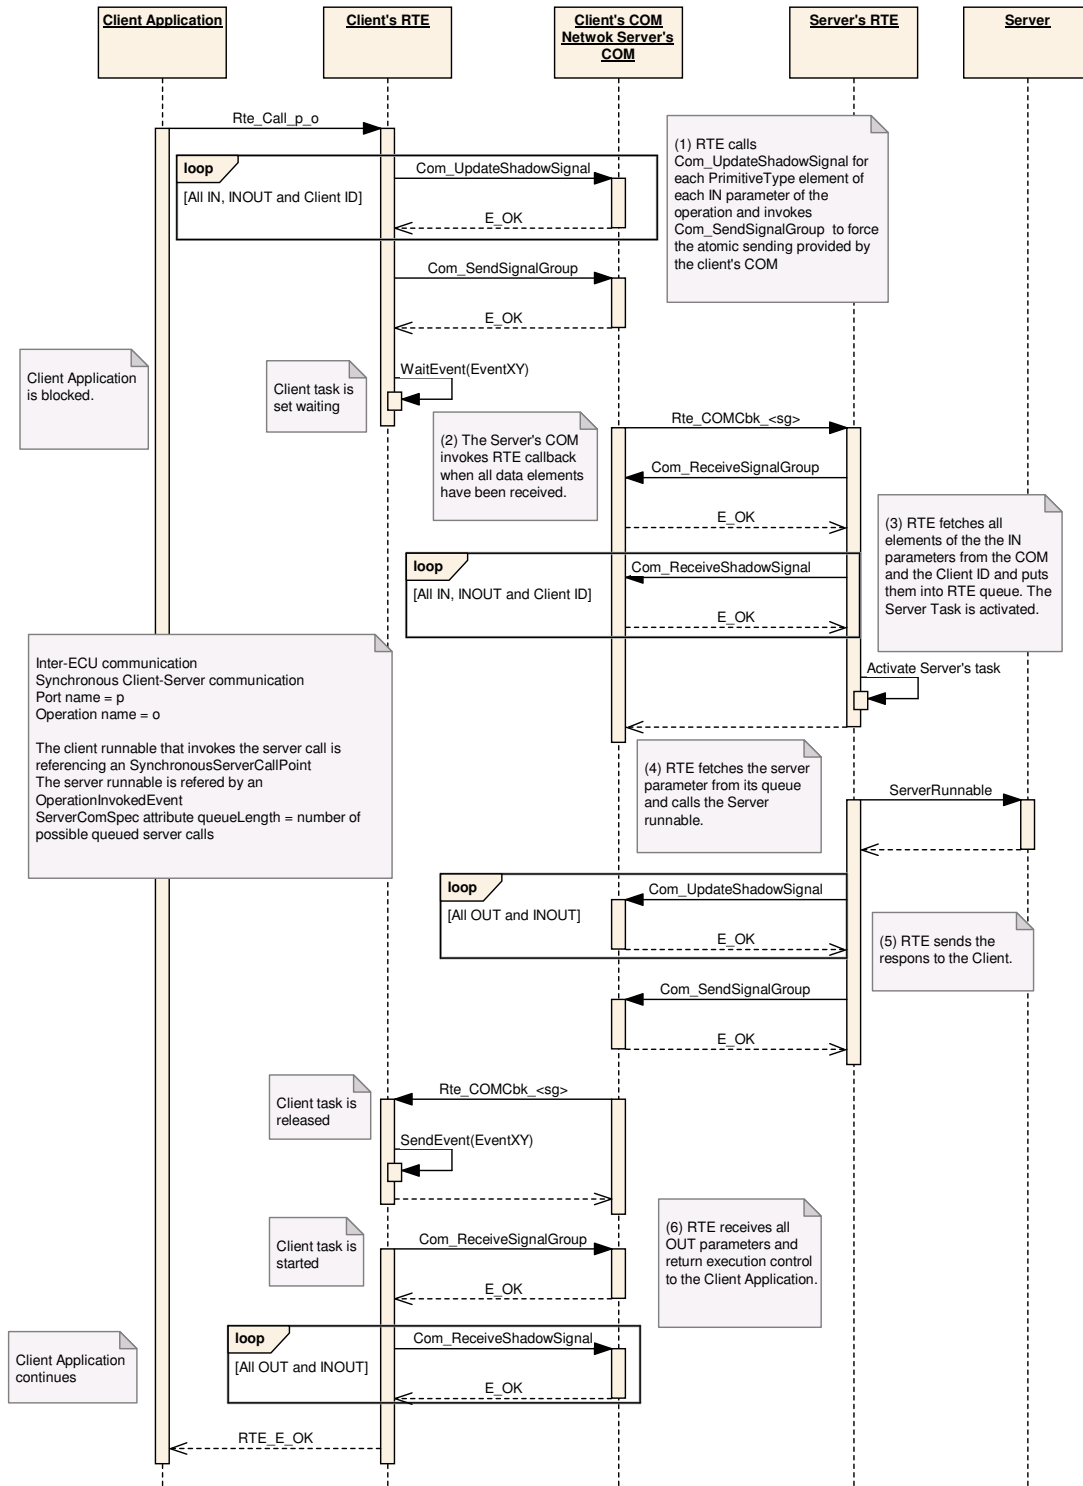 Client Application
Client's RTE
Client's COM
Netwok Server's
COM
Server's RTE
Server
Rte_Call_p_o
(1) RTE calls
Com_UpdateShadowSignal for
each PrimitiveType element of
each IN parameter of the
operation and invokes
Com_SendSignalGroup to force
the atomic sending provided by
the client's COM
loop
[All IN, INOUT and Client ID]
Com_UpdateShadowSignal
E_OK
Com_SendSignalGroup
E_OK
Client Application
is blocked.
Client task is
set waiting
WaitEvent(EventXY)
(2) The Server's COM
invokes RTE callback
when all data elements
have been received.
Rte_COMCbk_<sg>
Com_ReceiveSignalGroup
E_OK
(3) RTE fetches all
elements of the the IN
parameters from the COM
and the Client ID and puts
them into RTE queue. The
Server Task is activated.
loop
[All IN, INOUT and Client ID]
Com_ReceiveShadowSignal
E_OK
Inter-ECU communication
Synchronous Client-Server communication
Port name = p
Operation name = o
The client runnable that invokes the server call is
referencing an SynchronousServerCallPoint
The server runnable is refered by an
OperationInvokedEvent
ServerComSpec attribute queueLength = number of
possible queued server calls
Activate Server's task
(4) RTE fetches the server
parameter from its queue
and calls the Server
runnable.
ServerRunnable
loop
[All OUT and INOUT]
Com_UpdateShadowSignal
E_OK
(5) RTE sends the
respons to the Client.
Com_SendSignalGroup
E_OK
Client task is
released
Rte_COMCbk_<sg>
SendEvent(EventXY)
Client task is
started
Com_ReceiveSignalGroup
E_OK
(6) RTE receives all
OUT parameters and
return execution control
to the Client Application.
Client Application
continues
loop
[All OUT and INOUT]
Com_ReceiveShadowSignal
E_OK
RTE_E_OK